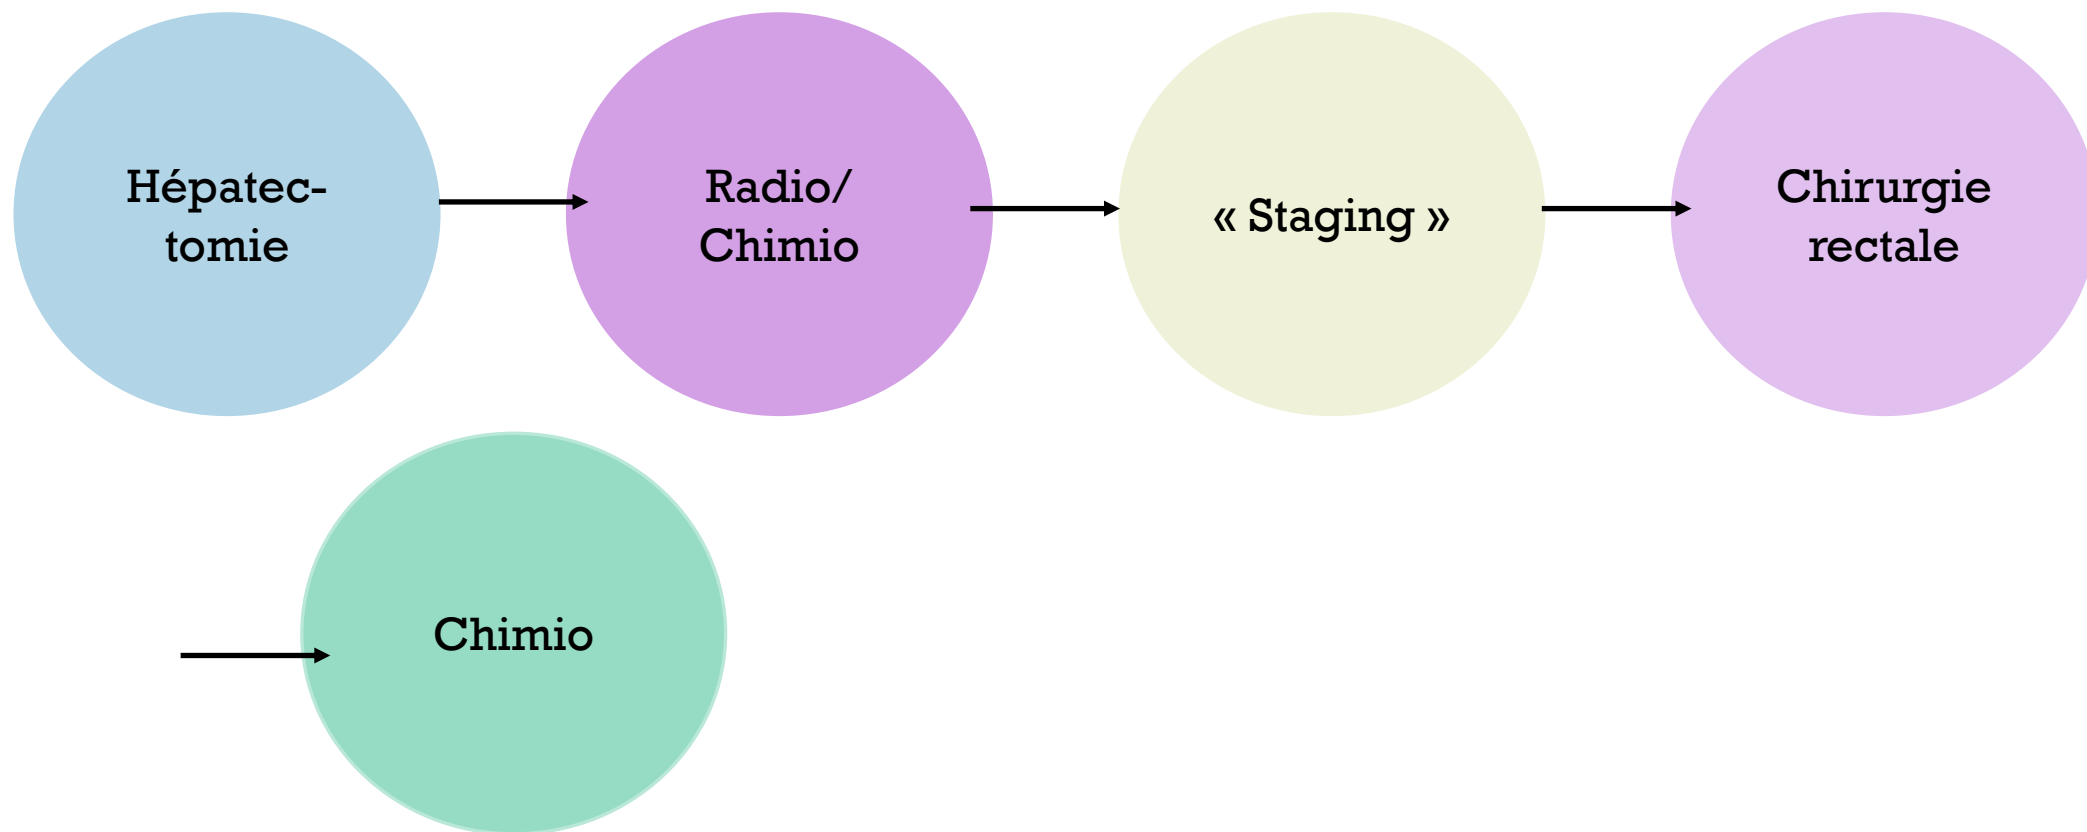 Hépatec-
tomie
Radio/
Chimio
« Staging »
Chirurgie
rectale
Chimio